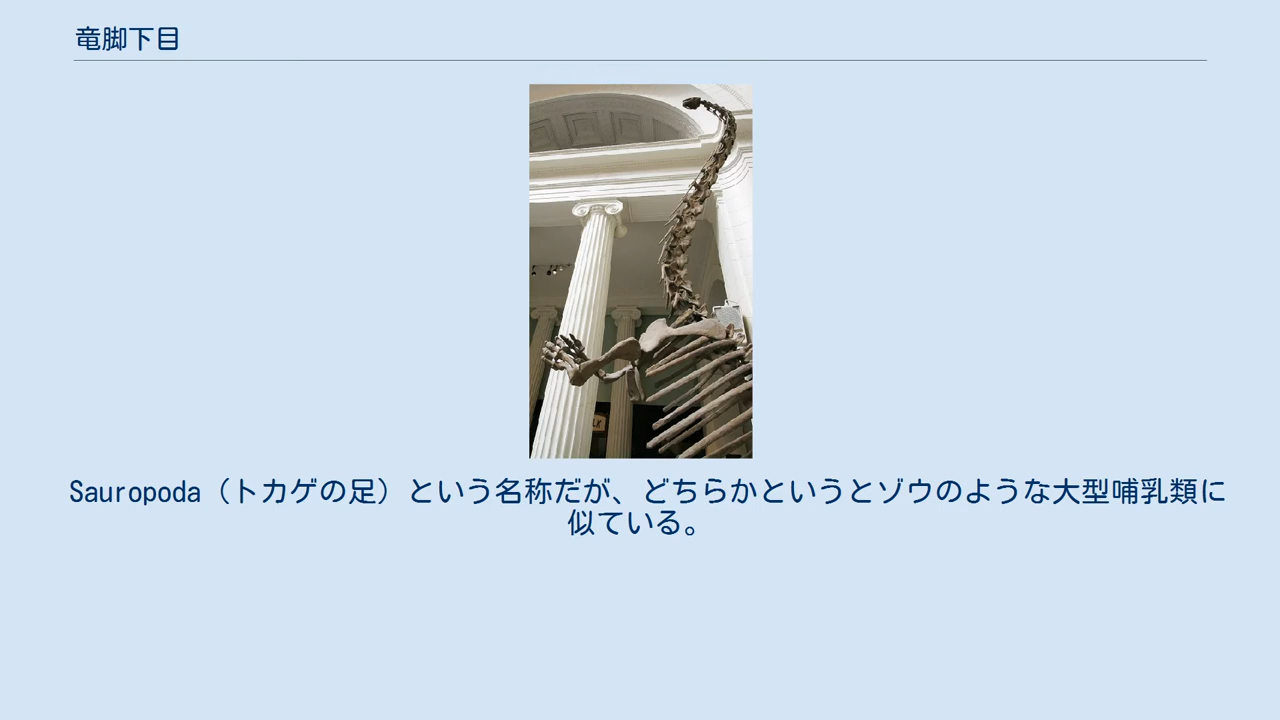 竜脚下目
Sauropoda（トカゲの足）という名称だが、どちらかというとゾウのような大型哺乳類に
似ている。